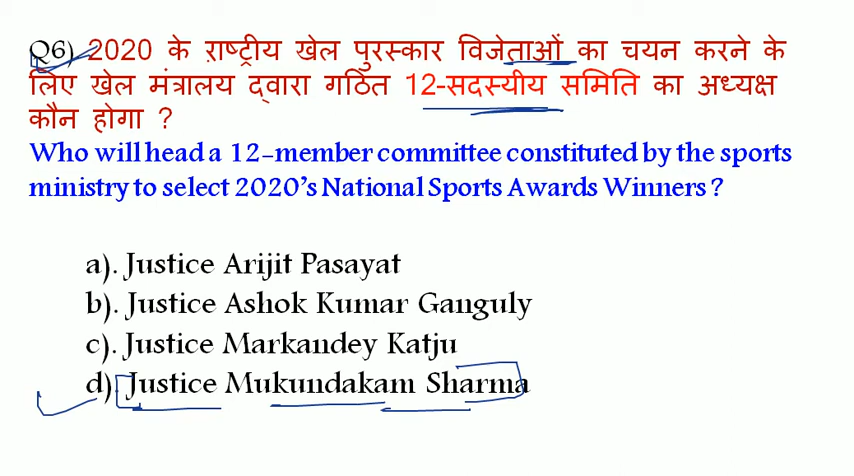 Q6) 2020 के राष्ट्रीय खेल पुरस्कार विजेताओं का चयन करने के
लिए खेल मंत्रालय द्वारा गठित 12-सदस्यीय समिति का अध्यक्ष
कौन होगा ?
Who will head a 12-member committee constituted by the sports
ministry to select 2020's National Sports Awards Winners ?
a). Justice Arijit Pasayat
b). Justice Ashok Kumar Ganguly
c). Justice Markandey Katju
d). Justice Mukundakam Sharma